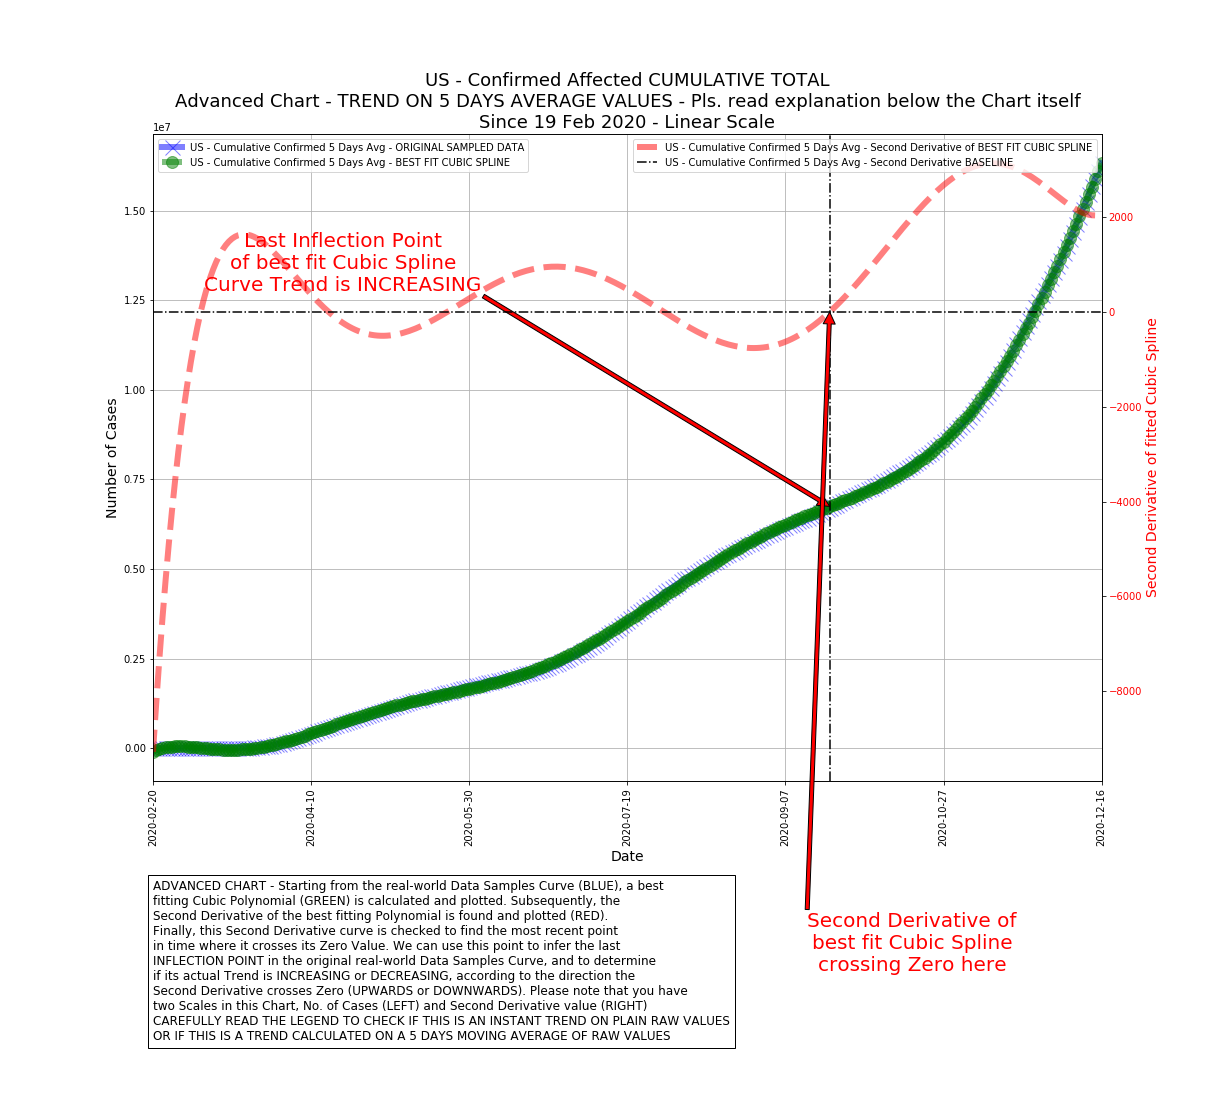 US - Confirmed Affected CUMULATIVE TOTAL
Advanced Chart - TREND ON 5 DAYS AVERAGE VALUES - Pls. read explanation below the Chart itself
Since 19 Feb 2020 - Linear Scale
1e7
US - Cumulative Confirmed 5 Days Avg - ORIGINAL SAMPLED DATA
US - Cumulative Confirmed 5 Days Avg - BEST FIT CUBIC SPLINE
US - Cumulative Confirmed 5 Days Avg - Second Derivative of BEST FIT CUBIC SPLINE
US - Cumulative Confirmed 5 Days Avg - Second Derivative BASELINE
Last Inflection Point
of best fit Cubic Spline
Curve Trend is INCREASING
Number of Cases
1.50
1.25
1.00
0.75
0.50
0.25
0.00
2000
0
−2000
−4000
−6000
−8000
Second Derivative of fitted Cubic Spline
2020-02-20
2020-04-10
2020-05-30
2020-07-19
2020-09-07
2020-10-27
2020-12-16
Date
Second Derivative of
best fit Cubic Spline
crossing Zero here
ADVANCED CHART - Starting from the real-world Data Samples Curve (BLUE), a best
fitting Cubic Polynomial (GREEN) is calculated and plotted. Subsequently, the
Second Derivative of the best fitting Polynomial is found and plotted (RED).
Finally, this Second Derivative curve is checked to find the most recent point
in time where it crosses its Zero Value. We can use this point to infer the last
INFLECTION POINT in the original real-world Data Samples Curve, and to determine
if its actual Trend is INCREASING or DECREASING, according to the direction the
Second Derivative crosses Zero (UPWARDS or DOWNWARDS). Please note that you have
two Scales in this Chart, No. of Cases (LEFT) and Second Derivative value (RIGHT)
CAREFULLY READ THE LEGEND TO CHECK IF THIS IS AN INSTANT TREND ON PLAIN RAW VALUES
OR IF THIS IS A TREND CALCULATED ON A 5 DAYS MOVING AVERAGE OF RAW VALUES